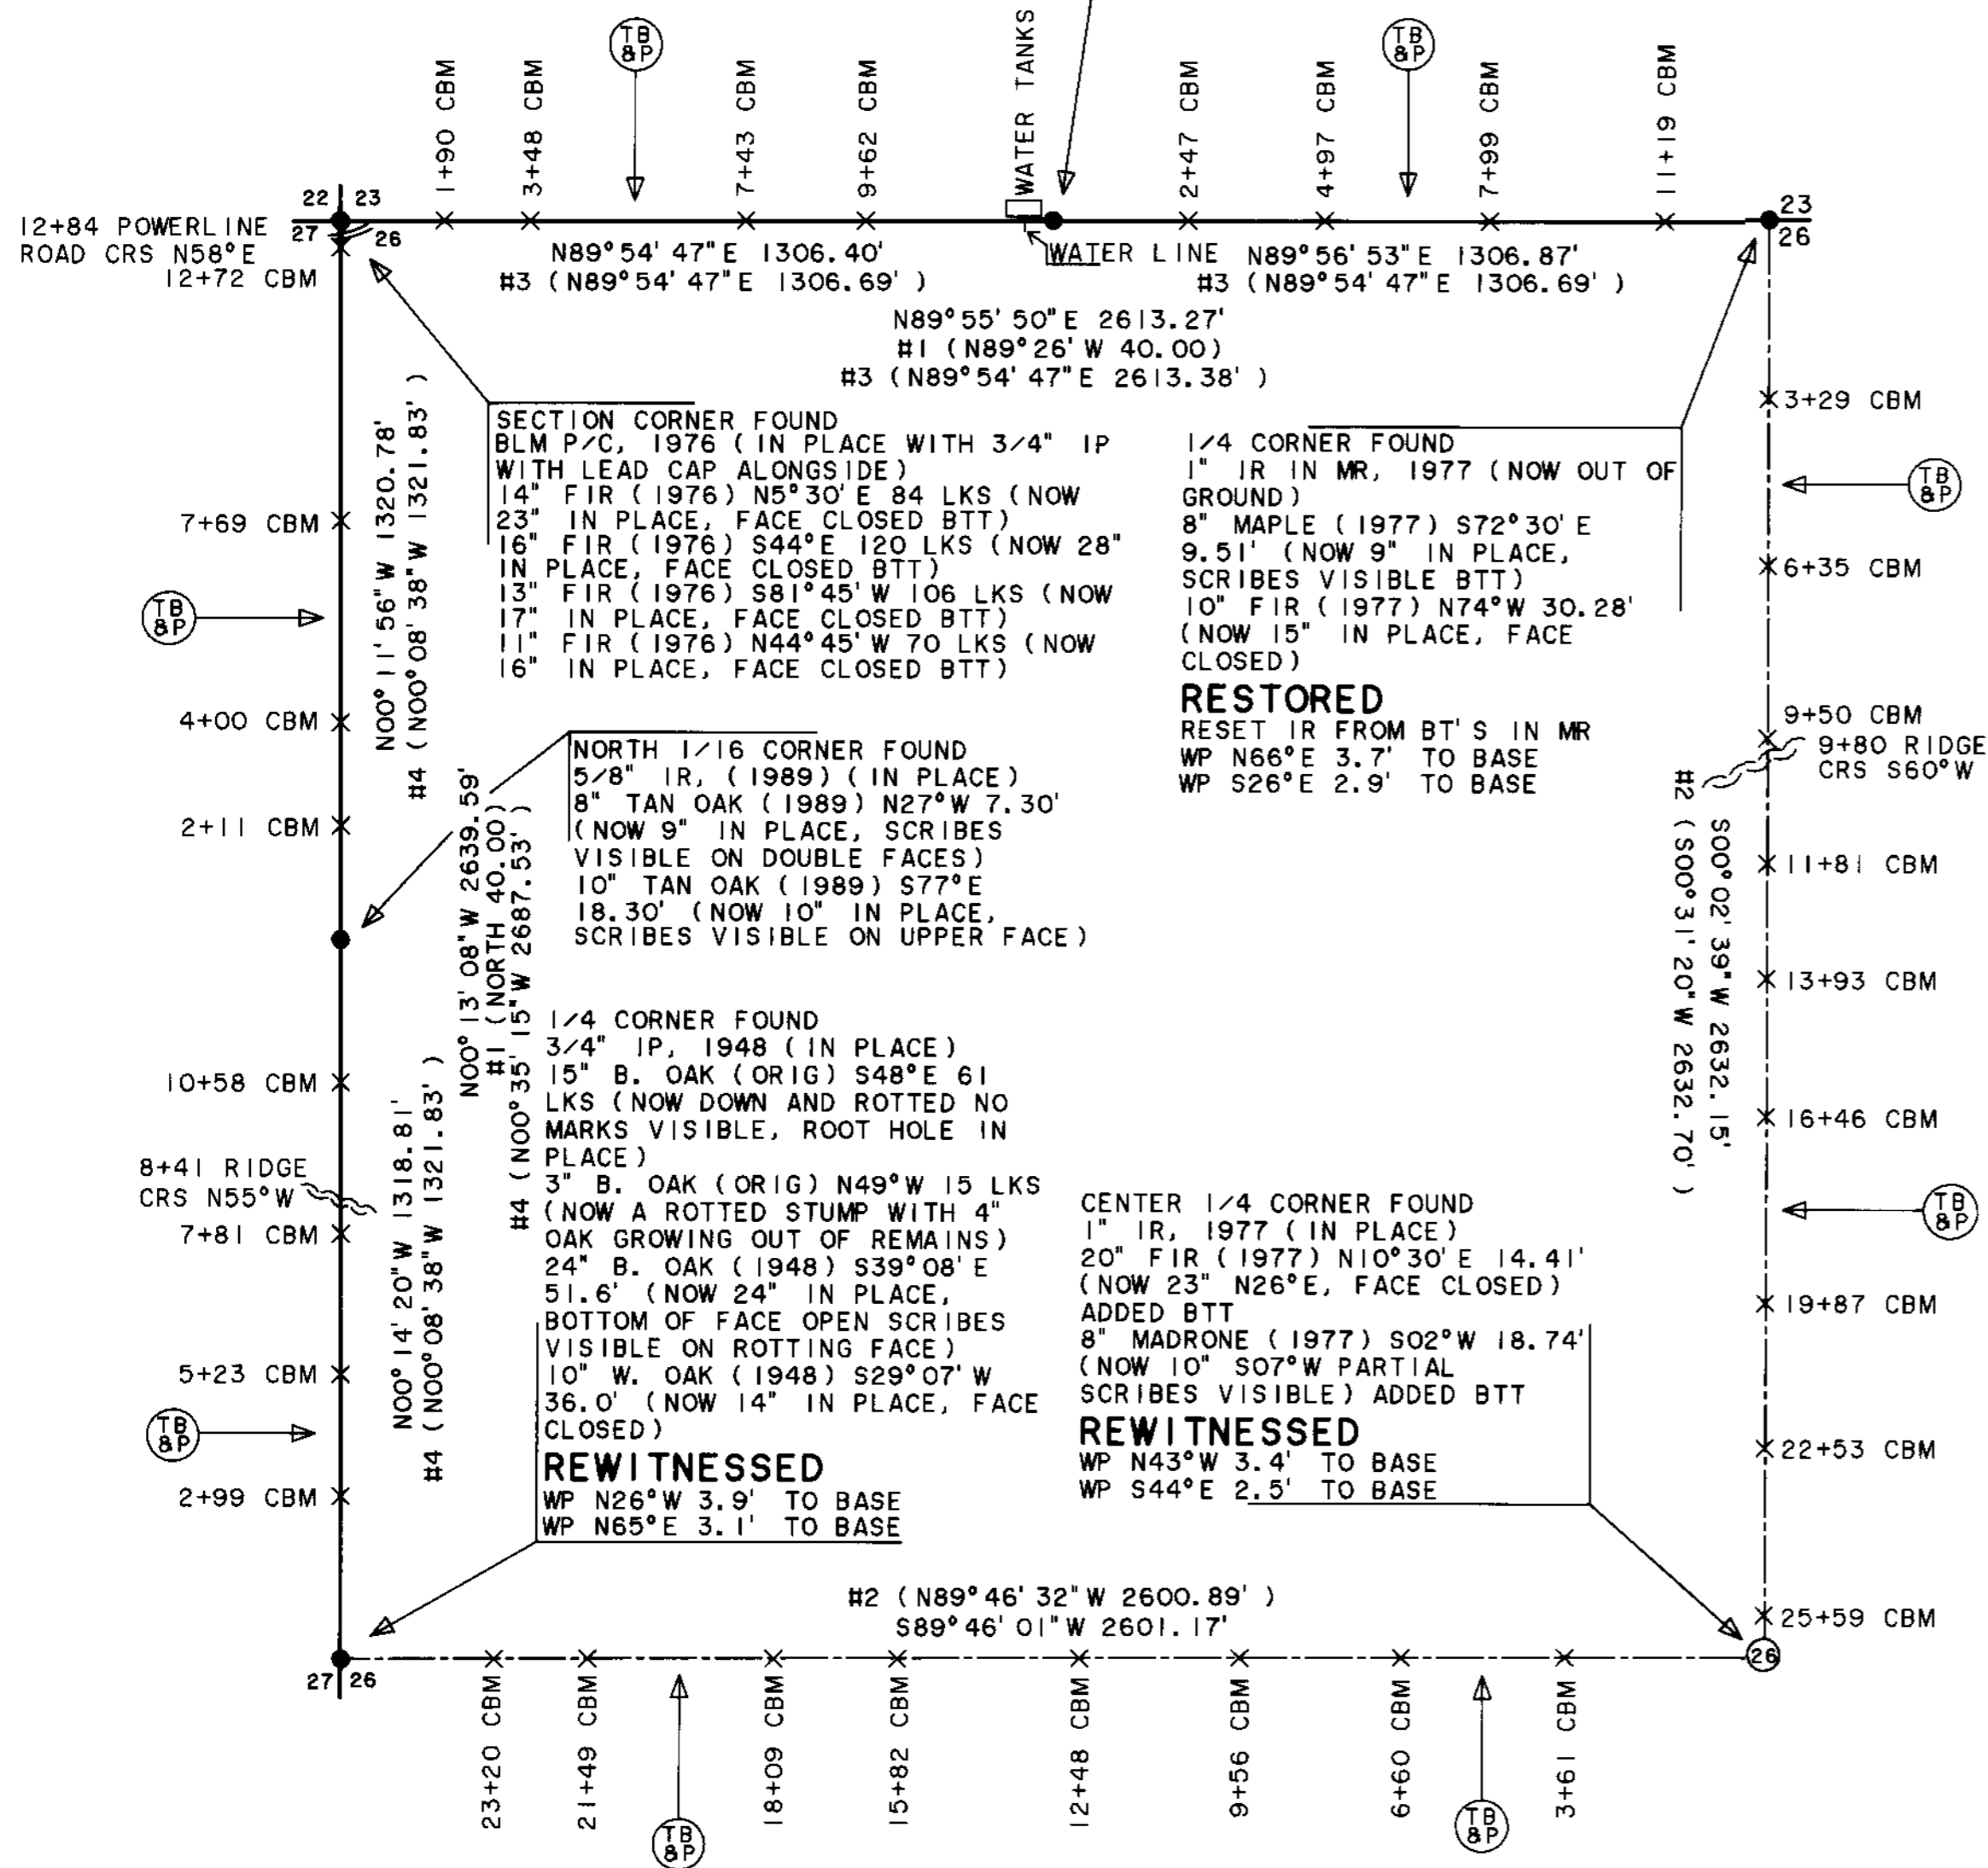 TB
&P
TB
&P
1+90 CBM
3+48 CBM
7+43 CBM
9+62 CBM
WATER TANKS
2+47 CBM
4+97 CBM
7+99 CBM
11+19 CBM
22 23
27 26
23
26
12+84 POWERLINE
ROAD CRS N58°E
12+72 CBM
N89°54'47"E 1306.40'
#3 (N89°54'47"E 1306.69')
WATER LINE
N89°56'53"E 1306.87'
#3 (N89°54'47"E 1306.69')
N89°55'50"E 2613.27'
#1 (N89°26'W 40.00)
#3 (N89°54'47"E 2613.38')
SECTION CORNER FOUND
BLM P/C, 1976 (IN PLACE WITH 3/4" IP
WITH LEAD CAP ALONGSIDE)
14" FIR (1976) N5°30'E 84 LKS (NOW
23" IN PLACE, FACE CLOSED BTT)
16" FIR (1976) S44°E 120 LKS (NOW 28"
IN PLACE, FACE CLOSED BTT)
13" FIR (1976) S81°45'W 106 LKS (NOW
17" IN PLACE, FACE CLOSED BTT)
11" FIR (1976) N44°45'W 70 LKS (NOW
16" IN PLACE, FACE CLOSED BTT)
1/4 CORNER FOUND
1" IR IN MR, 1977 (NOW OUT OF
GROUND)
8" MAPLE (1977) S72°30'E
9.51' (NOW 9" IN PLACE,
SCRIBES VISIBLE BTT)
10" FIR (1977) N74°W 30.28'
(NOW 15" IN PLACE, FACE
CLOSED)
RESTORED
RESET IR FROM BT'S IN MR
WP N66°E 3.7' TO BASE
WP S26°E 2.9' TO BASE
7+69 CBM
TB
&P
4+00 CBM
2+11 CBM
N00°11'56"W 1320.78'
#4 (N00°08'38"W 1321.83')
N00°13'08"W 2639.59'
#1 (NORTH 40.00)
#4 (N00°35'15"W 2687.53')
NORTH 1/16 CORNER FOUND
5/8" IR, (1989) (IN PLACE)
8" TAN OAK (1989) N27°W 7.30'
(NOW 9" IN PLACE, SCRIBES
VISIBLE ON DOUBLE FACES)
10" TAN OAK (1989) S77°E
18.30' (NOW 10" IN PLACE,
SCRIBES VISIBLE ON UPPER FACE)
3+29 CBM
TB
&P
6+35 CBM
9+50 CBM
9+80 RIDGE
CRS S60°W
11+81 CBM
13+93 CBM
16+46 CBM
TB
&P
19+87 CBM
22+53 CBM
25+59 CBM
S00°02'39"W 2632.15'
#2 (S00°31'20"W 2632.70')
10+58 CBM
8+41 RIDGE
CRS N55°W
7+81 CBM
5+23 CBM
TB
&P
2+99 CBM
N00°14'20"W 1318.81'
#4 (N00°08'38"W 1321.83')
1/4 CORNER FOUND
3/4" IP, 1948 (IN PLACE)
15" B. OAK (ORIG) S48°E 61
LKS (NOW DOWN AND ROTTED NO
MARKS VISIBLE, ROOT HOLE IN
PLACE)
3" B. OAK (ORIG) N49°W 15 LKS
(NOW A ROTTED STUMP WITH 4"
OAK GROWING OUT OF REMAINS)
24" B. OAK (1948) S39°08'E
51.6' (NOW 24" IN PLACE,
BOTTOM OF FACE OPEN SCRIBES
VISIBLE ON ROTTING FACE)
10" W. OAK (1948) S29°07'W
36.0' (NOW 14" IN PLACE, FACE
CLOSED)
REWITNESSED
WP N26°W 3.9' TO BASE
WP N65°E 3.1' TO BASE
CENTER 1/4 CORNER FOUND
1" IR, 1977 (IN PLACE)
20" FIR (1977) N10°30'E 14.41'
(NOW 23" N26°E, FACE CLOSED)
ADDED BTT
8" MADRONE (1977) S02°W 18.74'
(NOW 10" S07°W PARTIAL
SCRIBES VISIBLE) ADDED BTT
REWITNESSED
WP N43°W 3.4' TO BASE
WP S44°E 2.5' TO BASE
#2 (N89°46'32"W 2600.89')
S89°46'01"W 2601.17'
27 26
26
23+20 CBM
21+49 CBM
TB
&P
18+09 CBM
15+82 CBM
12+48 CBM
9+56 CBM
6+60 CBM
TB
&P
3+61 CBM